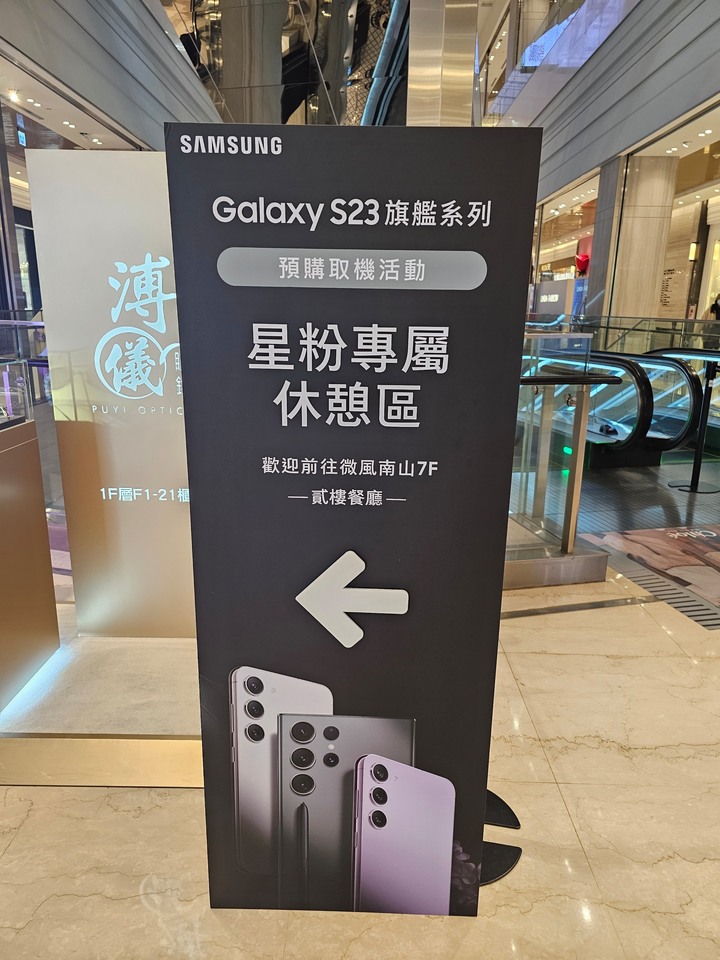 SAMSUNG
Galaxy S23 旗艦系列
預購取機活動
星粉專屬
休憩區
歡迎前往微風南山7F
—貳樓餐廳—
溥
儀
PUYI OPTIC
1F層F1-21櫃